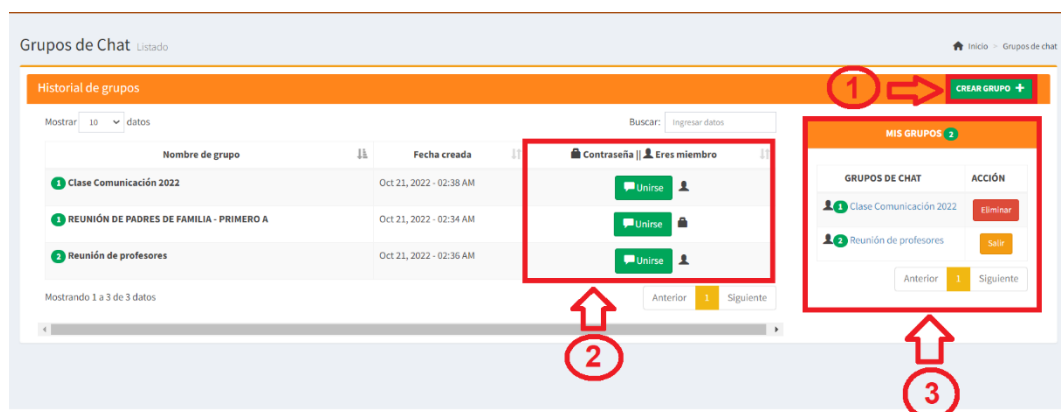 Grupos de Chat Listado
Inicio > Grupos de chat
Historial de grupos
1
CREAR GRUPO +
Mostrar 10 datos
Buscar: Ingresar datos
Nombre de grupo Fecha creada Contraseña || Eres miembro
1 Clase Comunicación 2022 Oct 21, 2022 - 02:38 AM Unirse
1 REUNIÓN DE PADRES DE FAMILIA - PRIMERO A Oct 21, 2022 - 02:34 AM Unirse
2 Reunión de profesores Oct 21, 2022 - 02:36 AM Unirse
Mostrando 1 a 3 de 3 datos
Anterior 1 Siguiente
2
MIS GRUPOS 2
GRUPOS DE CHAT ACCIÓN
1 Clase Comunicación 2022 Eliminar
2 Reunión de profesores Salir
Anterior 1 Siguiente
3